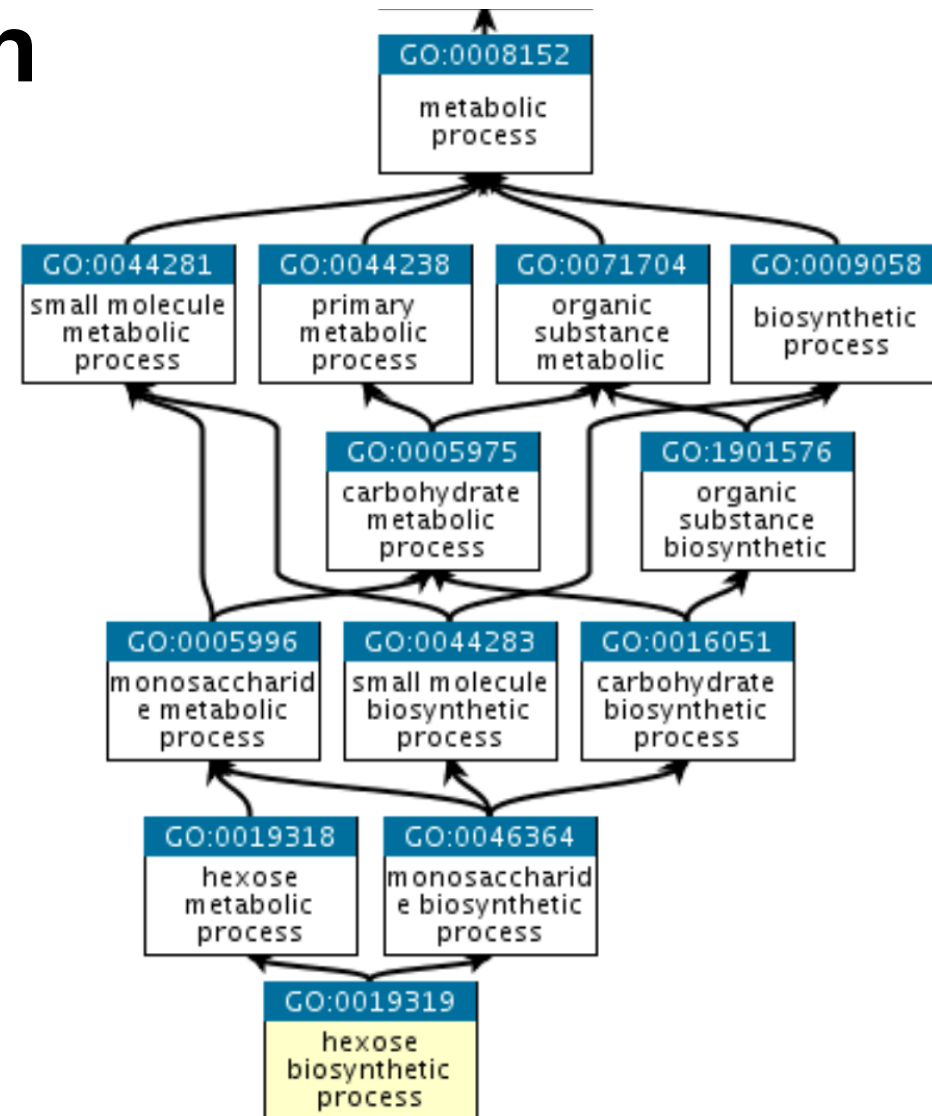 n
GO:0008152
metabolic
process
GO:0044281
small molecule
metabolic
process
GO:0044238
primary
metabolic
process
GO:0071704
organic
substance
metabolic
GO:0009058
biosynthetic
process
GO:0005975
carbohydrate
metabolic
process
GO:1901576
organic
substance
biosynthetic
GO:0005996
monosaccharid
e metabolic
process
GO:0044283
small molecule
biosynthetic
process
GO:0016051
carbohydrate
biosynthetic
process
GO:0019318
hexose
metabolic
process
GO:0046364
monosaccharid
e biosynthetic
process
GO:0019319
hexose
biosynthetic
process